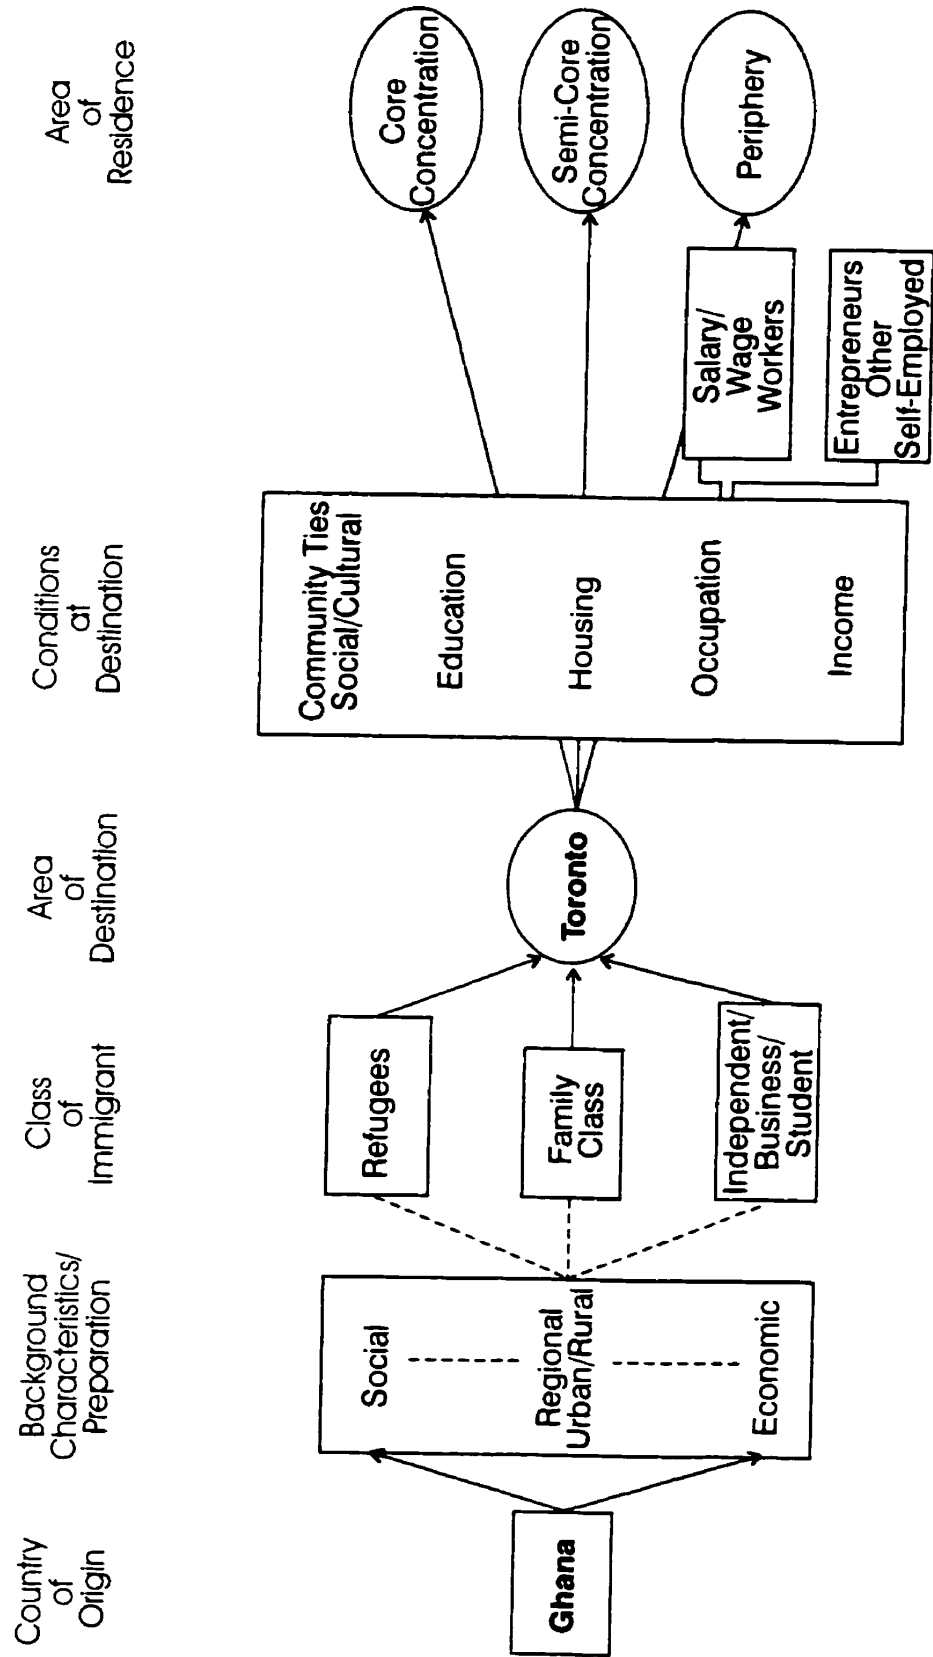 Country
of
Origin
Background
Characteristics/
Preparation
Class
of
Immigrant
Area
of
Destination
Conditions
at
Destination
Area
of
Residence
Ghana
Social
Regional
Urban/Rural
Economic
Refugees
Family
Class
Independent/
Business/
Student
Toronto
Community Ties
Social/Cultural
Education
Housing
Occupation
Income
Salary/
Wage
Workers
Entrepreneurs
Other
Self-Employed
Core
Concentration
Semi-Core
Concentration
Periphery